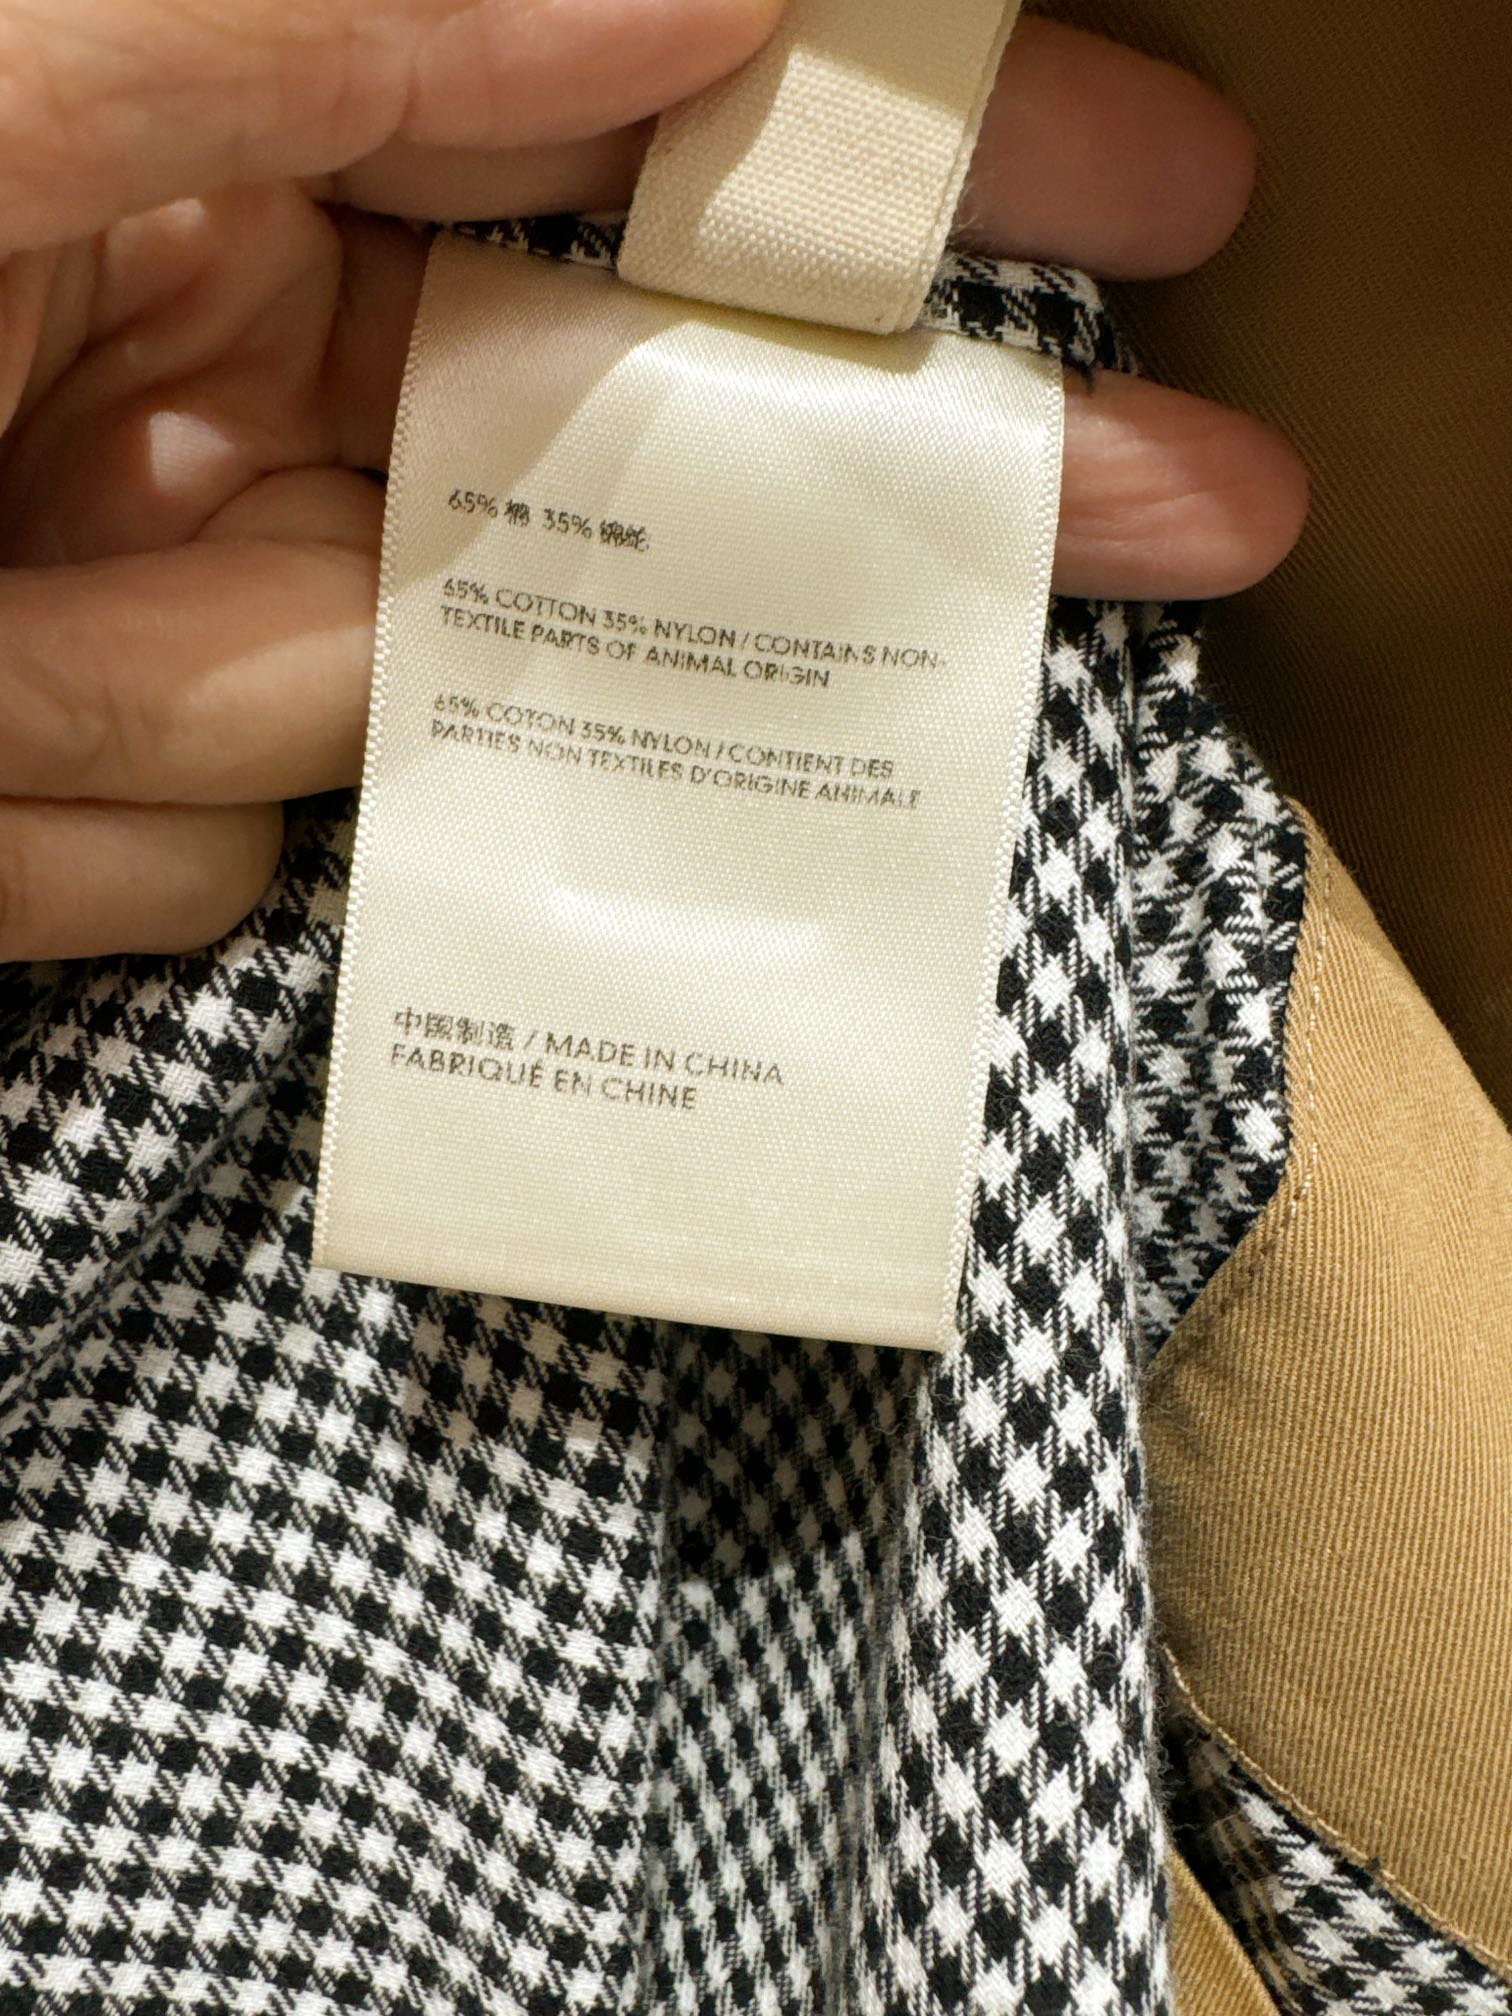 65% 棉 35% 锦纶
65% COTTON 35% NYLON / CONTAINS NON-
TEXTILE PARTS OF ANIMAL ORIGIN
65% COTON 35% NYLON / CONTIENT DES
PARTIES NON TEXTILES D'ORIGINE ANIMALE
中国制造 / MADE IN CHINA
FABRIQUÉ EN CHINE